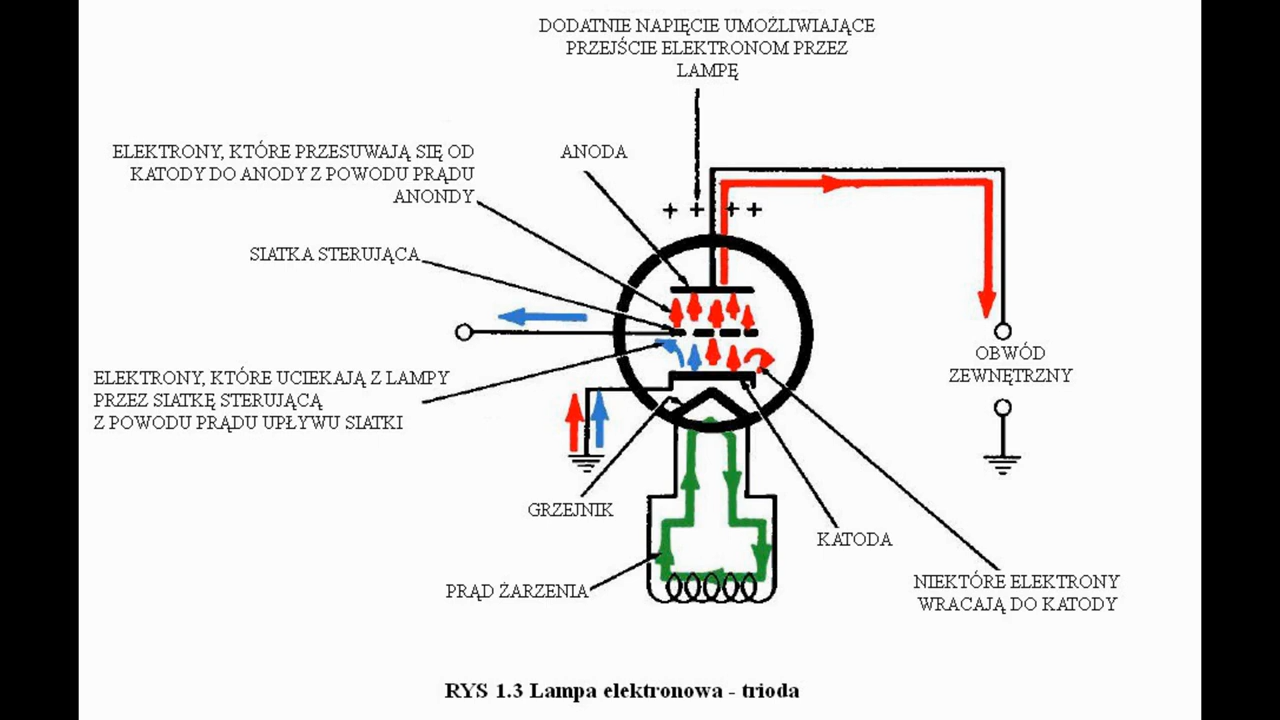 DODATNIE NAPIĘCIE UMOŻLIWIAJĄCE
PRZEJŚCIE ELEKTRONOM PRZEZ
LAMPĘ
ELEKTRONY, KTÓRE PRZESUWAJĄ SIĘ OD
KATODY DO ANODY Z POWODU PRĄDU
ANONDY
ANODA
+ + + +
SIATKA STERUJĄCA
OBWÓD
ZEWNĘTRZNY
ELEKTRONY, KTÓRE UCIEKAJĄ Z LAMPY
PRZEZ SIATKĘ STERUJĄCĄ
Z POWODU PRĄDU UPŁYWU SIATKI
GRZEJNIK
KATODA
PRĄD ŻARZENIA
NIEKTÓRE ELEKTRONY
WRACAJĄ DO KATODY
RYS 1.3 Lampa elektronowa - trioda